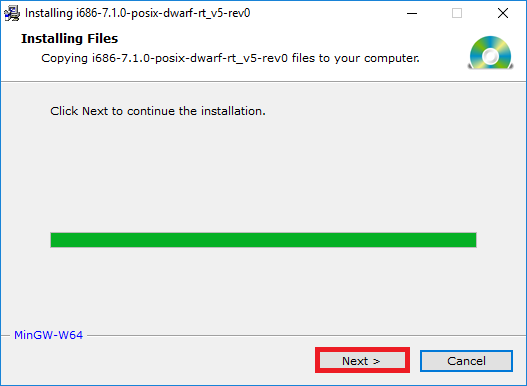 Installing i686-7.1.0-posix-dwarf-rt_v5-rev0
Installing Files
Copying i686-7.1.0-posix-dwarf-rt_v5-rev0 files to your computer.
Click Next to continue the installation.
MinGW-W64
Next >
Cancel